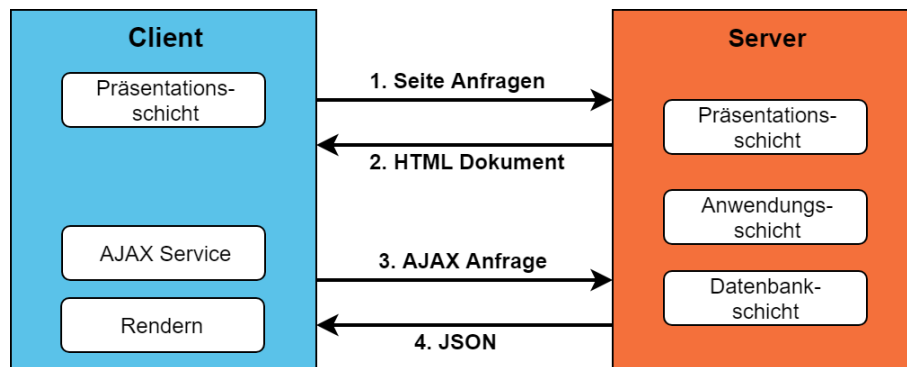 Client
Präsentations-
schicht
AJAX Service
Rendern
1. Seite Anfragen
2. HTML Dokument
3. AJAX Anfrage
4. JSON
Server
Präsentations-
schicht
Anwendungs-
schicht
Datenbank-
schicht